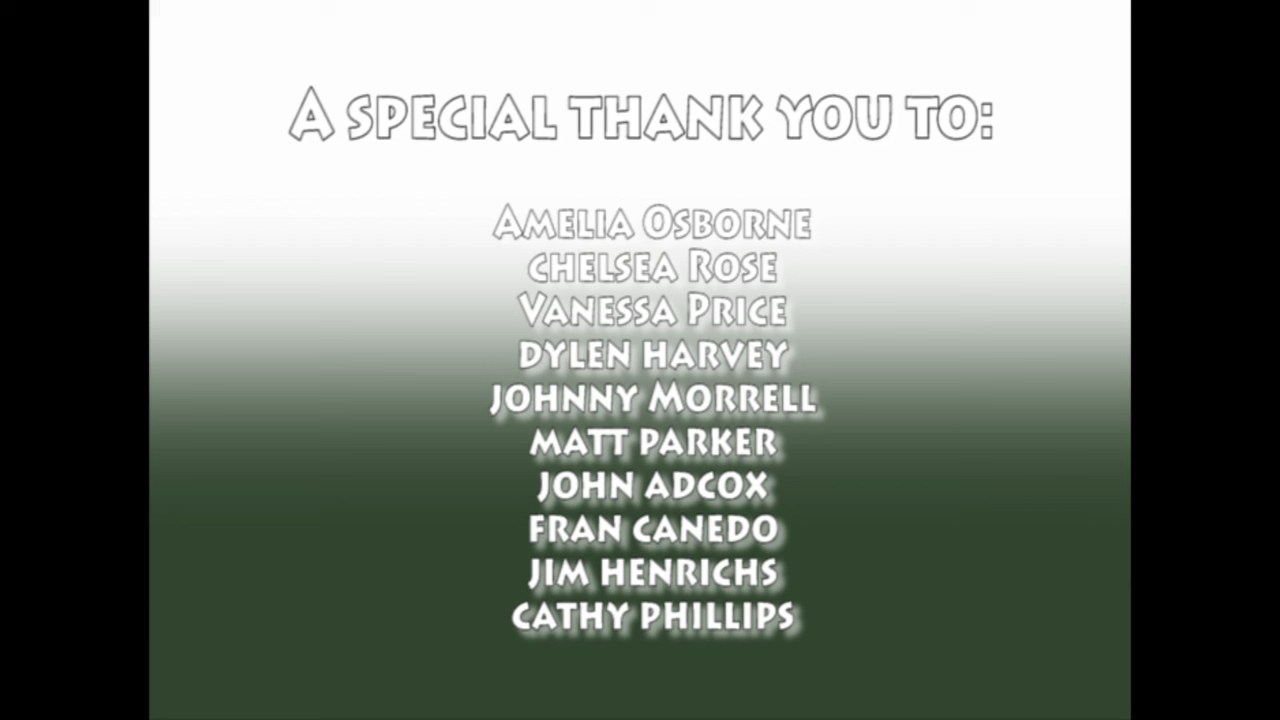 A SPECIAL THANK YOU TO:
AMELIA OSBORNE
CHELSEA ROSE
VANESSA PRICE
DYLEN HARVEY
JOHNNY MORRELL
MATT PARKER
JOHN ADCOX
FRAN CANEDO
JIM HENRICHS
CATHY PHILLIPS